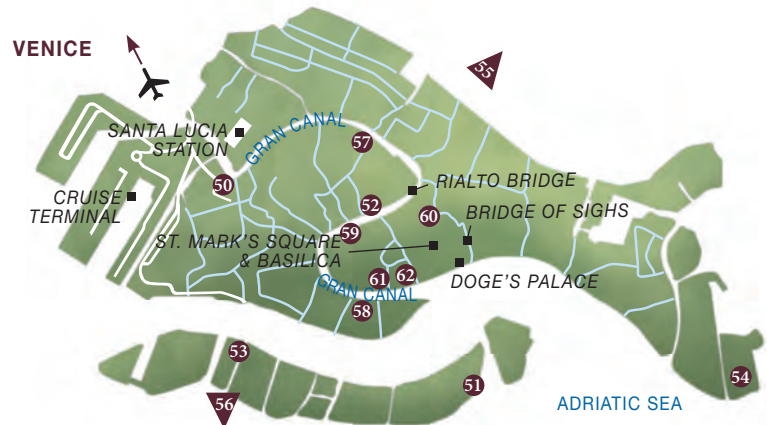 VENICE
55
SANTA LUCIA
STATION
GRAN CANAL
57
50
CRUISE
TERMINAL
RIALTO BRIDGE
52
60
BRIDGE OF SIGHS
59
ST. MARK'S SQUARE
& BASILICA
61
62
DOGE'S PALACE
GRAN CANAL
58
53
51
54
56
ADRIATIC SEA